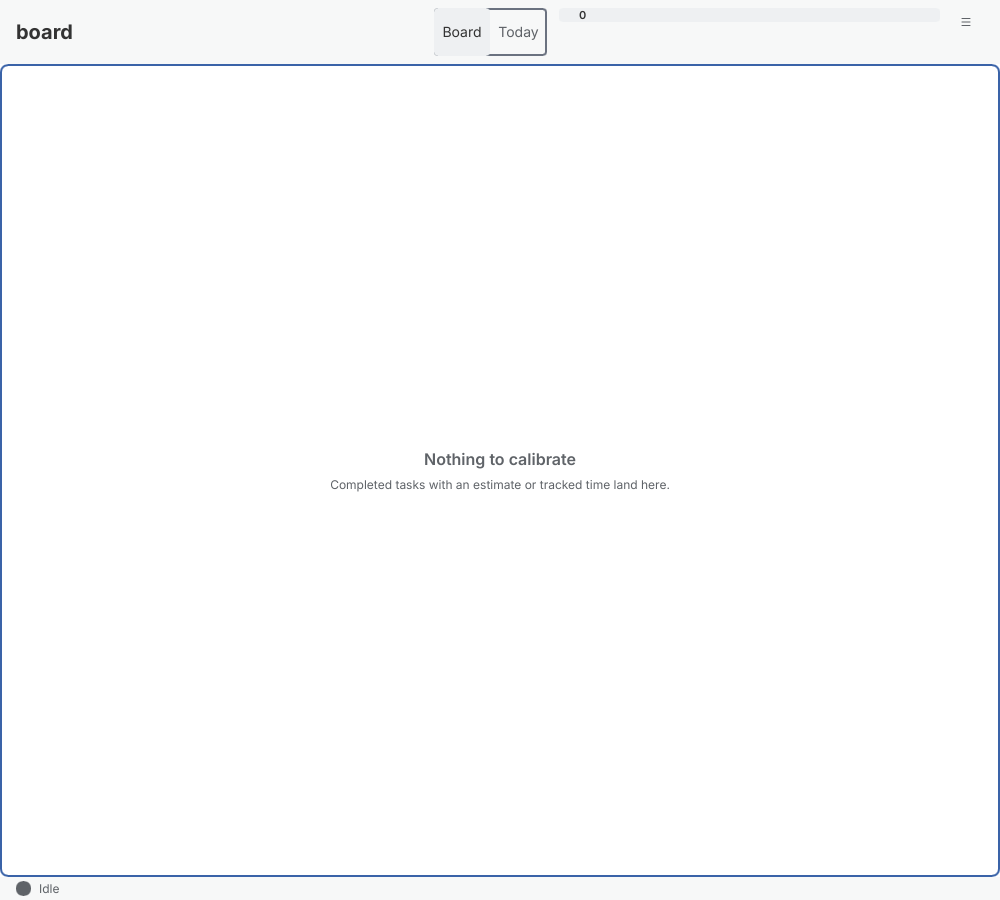 board
Board Today
0
☰
Nothing to calibrate
Completed tasks with an estimate or tracked time land here.
Idle